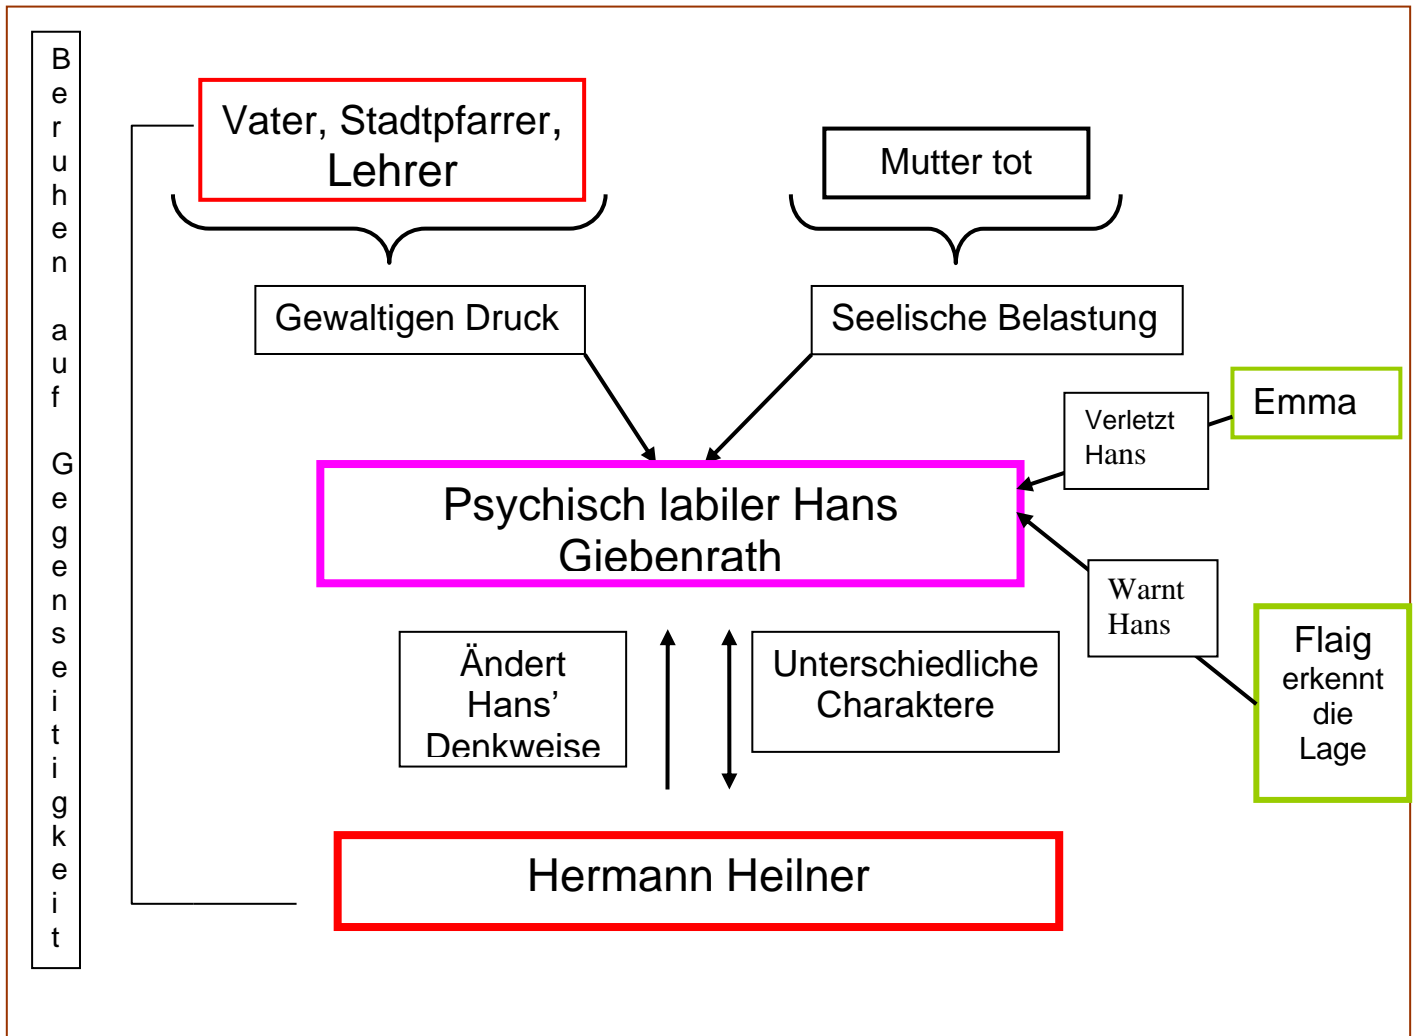 Beruhen auf Gegenseitigkeit
Vater, Stadtpfarrer,
Lehrer
Mutter tot
Gewaltigen Druck
Seelische Belastung
Emma
Verletzt
Hans
Psychisch labiler Hans
Giebenrath
Warnt
Hans
Flaig
erkennt
die
Lage
Ändert
Hans’
Denkweise
Unterschiedliche
Charaktere
Hermann Heilner